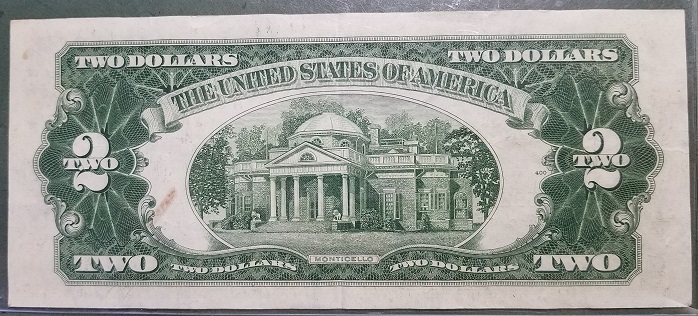 TWO DOLLARS TWO DOLLARS
THE UNITED STATES OF AMERICA
2 2
TWO TWO
400
MONTICELLO
TWO TWO DOLLARS TWO DOLLARS TWO